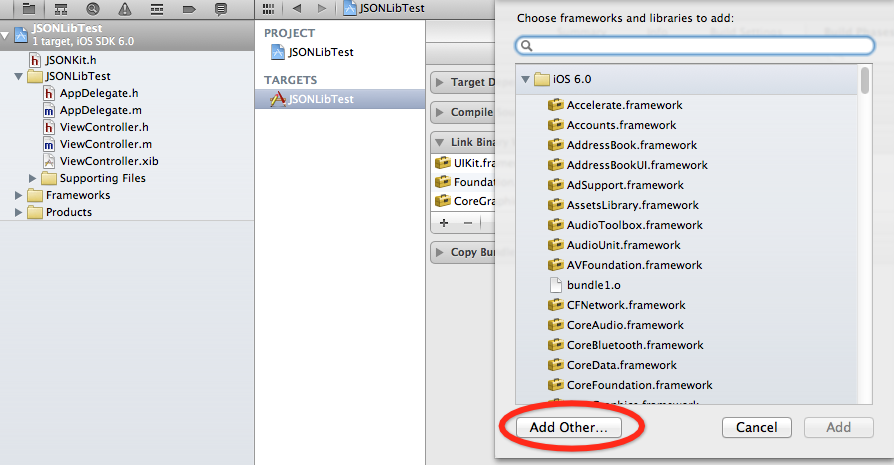 JSONLibTest
1 target, iOS SDK 6.0
JSONKit.h
JSONLibTest
AppDelegate.h
AppDelegate.m
ViewController.h
ViewController.m
ViewController.xib
Supporting Files
Frameworks
Products
JSONLibTest
PROJECT
JSONLibTest
TARGETS
JSONLibTest
Target D
Compile
Link Binary
UIKit.fra
Foundat
CoreGra
Copy Bun
Choose frameworks and libraries to add:
iOS 6.0
Accelerate.framework
Accounts.framework
AddressBook.framework
AddressBookUI.framework
AdSupport.framework
AssetsLibrary.framework
AudioToolbox.framework
AudioUnit.framework
AVFoundation.framework
bundle1.o
CFNetwork.framework
CoreAudio.framework
CoreBluetooth.framework
CoreData.framework
CoreFoundation.framework
Add Other...
Cancel
Add